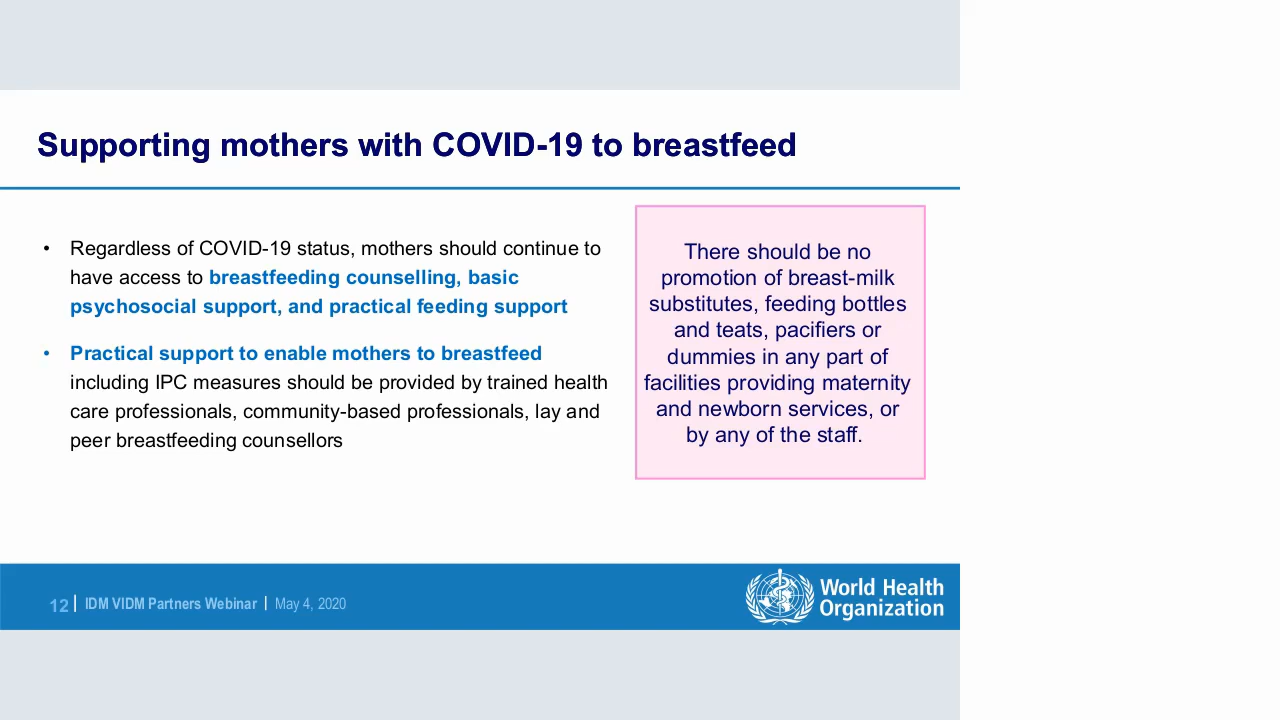 Supporting mothers with COVID-19 to breastfeed
• Regardless of COVID-19 status, mothers should continue to
have access to breastfeeding counselling, basic
psychosocial support, and practical feeding support
• Practical support to enable mothers to breastfeed
including IPC measures should be provided by trained health
care professionals, community-based professionals, lay and
peer breastfeeding counsellors
There should be no
promotion of breast-milk
substitutes, feeding bottles
and teats, pacifiers or
dummies in any part of
facilities providing maternity
and newborn services, or
by any of the staff.
12 | IDM VIDM Partners Webinar | May 4, 2020
World Health
Organization